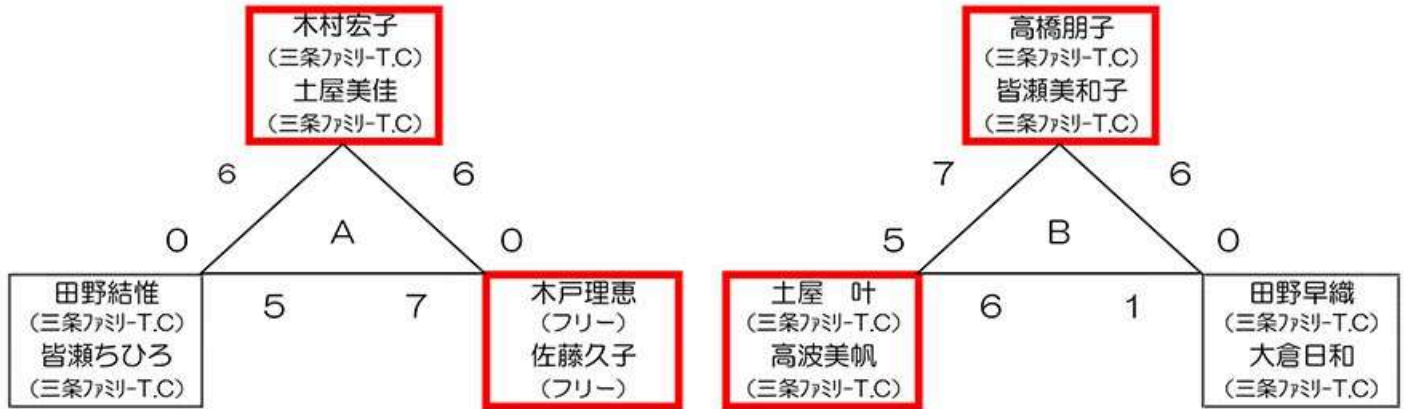 木村宏子
(三条ﾌｧﾐﾘｰT.C)
土屋美佳
(三条ﾌｧﾐﾘｰT.C)
高橋朋子
(三条ﾌｧﾐﾘｰT.C)
皆瀬美和子
(三条ﾌｧﾐﾘｰT.C)
6
6
7
6
0
A
0
5
B
0
田野結惟
(三条ﾌｧﾐﾘｰT.C)
皆瀬ちひろ
(三条ﾌｧﾐﾘｰT.C)
5
7
木戸理恵
(フリー)
佐藤久子
(フリー)
土屋　叶
(三条ﾌｧﾐﾘｰT.C)
高波美帆
(三条ﾌｧﾐﾘｰT.C)
6
1
田野早織
(三条ﾌｧﾐﾘｰT.C)
大倉日和
(三条ﾌｧﾐﾘｰT.C)